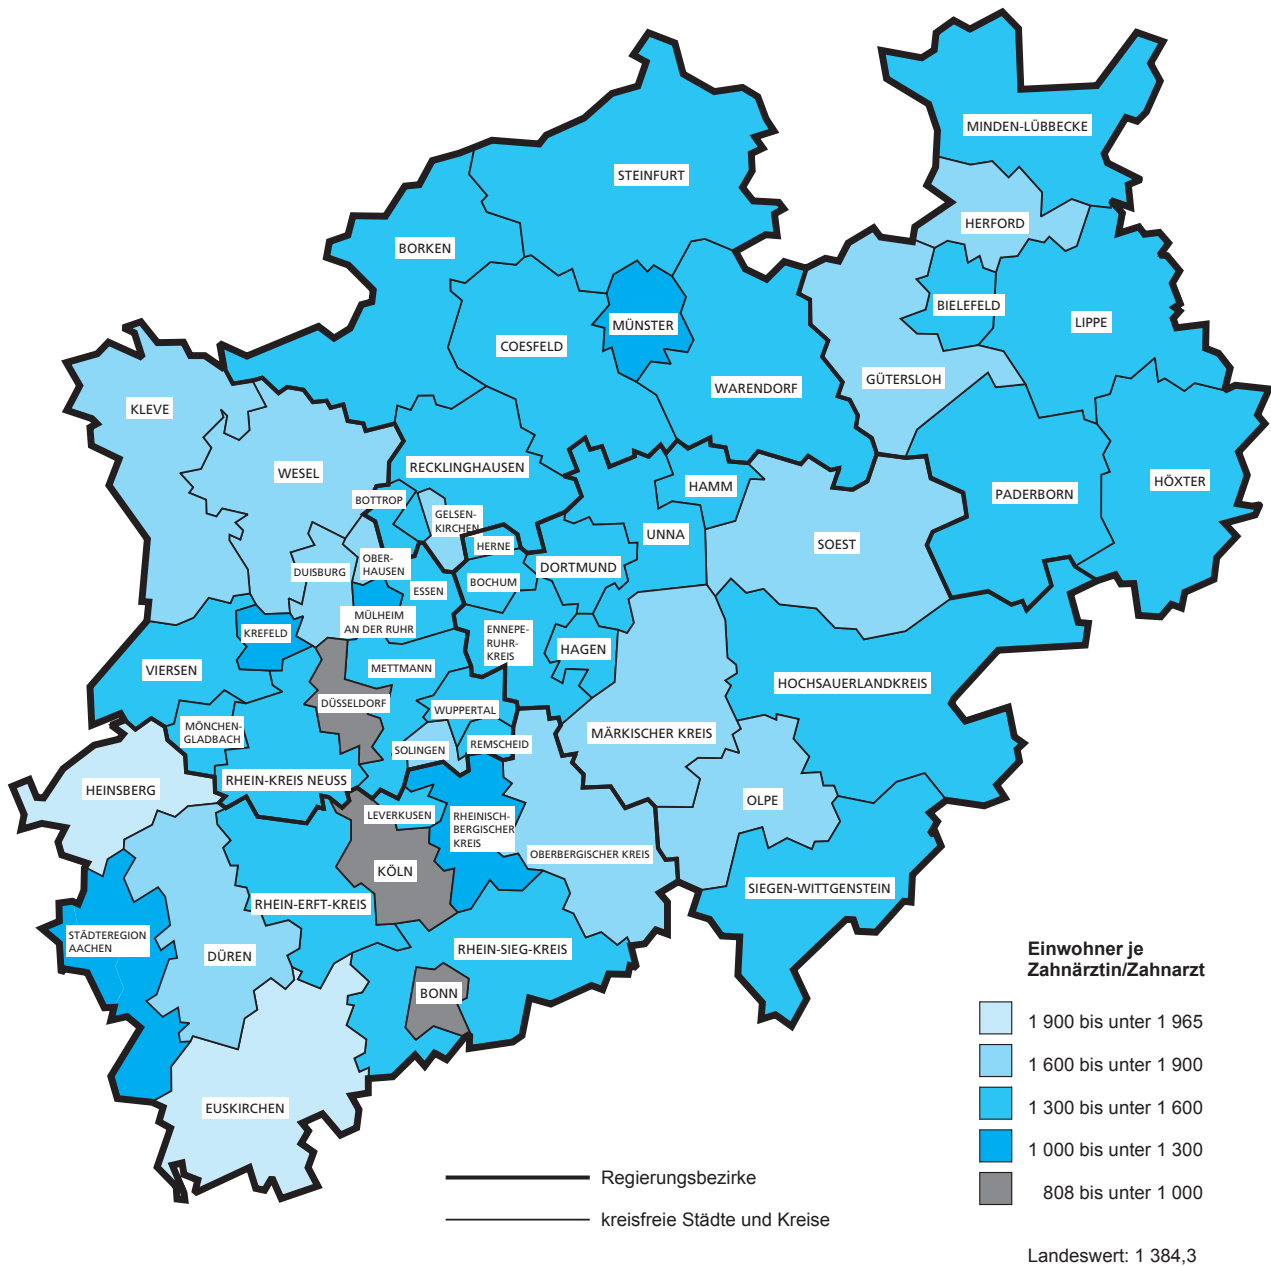 MINDEN-LÜBBECKE
STEINFURT
HERFORD
BORKEN
BIELEFELD
MÜNSTER
LIPPE
COESFELD
GÜTERSLOH
WARENDORF
KLEVE
RECKLINGHAUSEN
WESEL
HÖXTER
HAMM
PADERBORN
BOTTROP
GELSEN-
KIRCHEN
UNNA
SOEST
HERNE
OBER-
HAUSEN
DORTMUND
DUISBURG
BOCHUM
ESSEN
MÜLHEIM
AN DER RUHR
KREFELD
ENNEPE-
RUHR-
KREIS
HAGEN
METTMANN
VIERSEN
HOCHSAUERLANDKREIS
DÜSSELDORF
WUPPERTAL
MÖNCHEN-
GLADBACH
MÄRKISCHER KREIS
REMSCHEID
SOLINGEN
RHEIN-KREIS NEUSS
HEINSBERG
OLPE
LEVERKUSEN
RHEINISCH-
BERGISCHER
KREIS
OBERBERGISCHER KREIS
KÖLN
SIEGEN-WITTGENSTEIN
RHEIN-ERFT-KREIS
STÄDTEREGION
AACHEN
RHEIN-SIEG-KREIS
DÜREN
BONN
EUSKIRCHEN
Einwohner je
Zahnärztin/Zahnarzt
1 900 bis unter 1 965
1 600 bis unter 1 900
1 300 bis unter 1 600
1 000 bis unter 1 300
808 bis unter 1 000
Regierungsbezirke
kreisfreie Städte und Kreise
Landeswert: 1 384,3